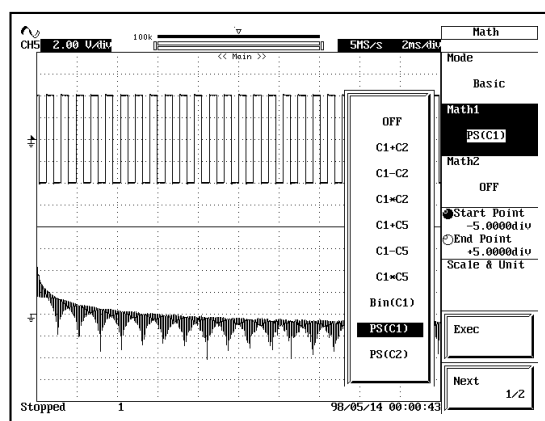 100k
CH5 2.00 V/div
5MS/s 2ms/div
<< Main >>
OFF
C1+C2
C1-C2
C1*C2
C1+C5
C1-C5
C1*C5
Bin(C1)
PS(C1)
PS(C2)
Math
Mode
Basic
Math1
PS(C1)
Math2
OFF
Start Point
-5.0000div
End Point
+5.0000div
Scale & Unit
Exec
Next
1/2
Stopped 1 98/05/14 00:00:43